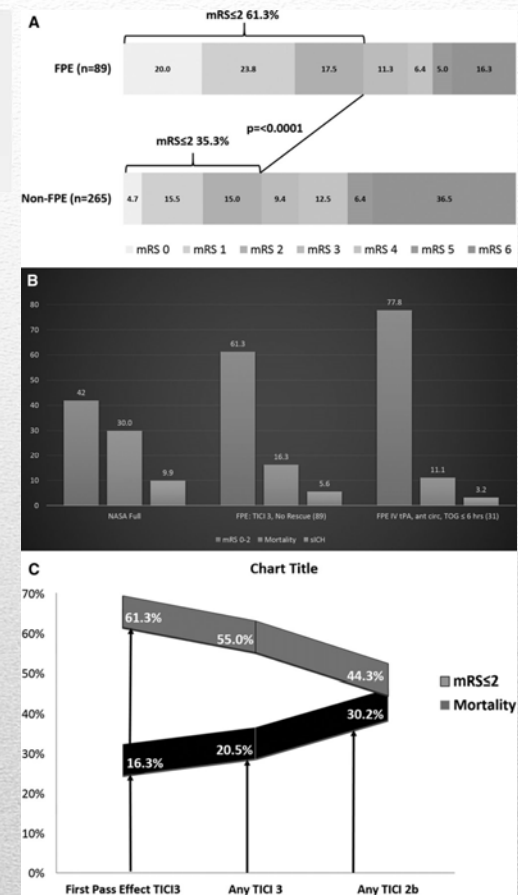 A
mRS≤2 61.3%
FPE (n=89)
20.0 23.8 17.5 11.3 6.4 5.0 16.3
p=<0.0001
mRS≤2 35.3%
Non-FPE (n=265)
4.7 15.5 15.0 9.4 12.5 6.4 36.5
mRS 0 mRS 1 mRS 2 mRS 3 mRS 4 mRS 5 mRS 6
B
80
70
60
50
40
30
20
10
0
42 30.0 9.9 61.3 16.3 5.6 77.8 11.1 3.2
NASA Full FPE: TICI 3, No Rescue (89) FPE IV tPA, ant circ, TOG ≤ 6 hrs (31)
mRS 0-2 Mortality sICH
C
Chart Title
70%
60%
50%
40%
30%
20%
10%
0%
61.3% 55.0% 44.3%
16.3% 20.5% 30.2%
mRS≤2
Mortality
First Pass Effect TICI3 Any TICI 3 Any TICI 2b